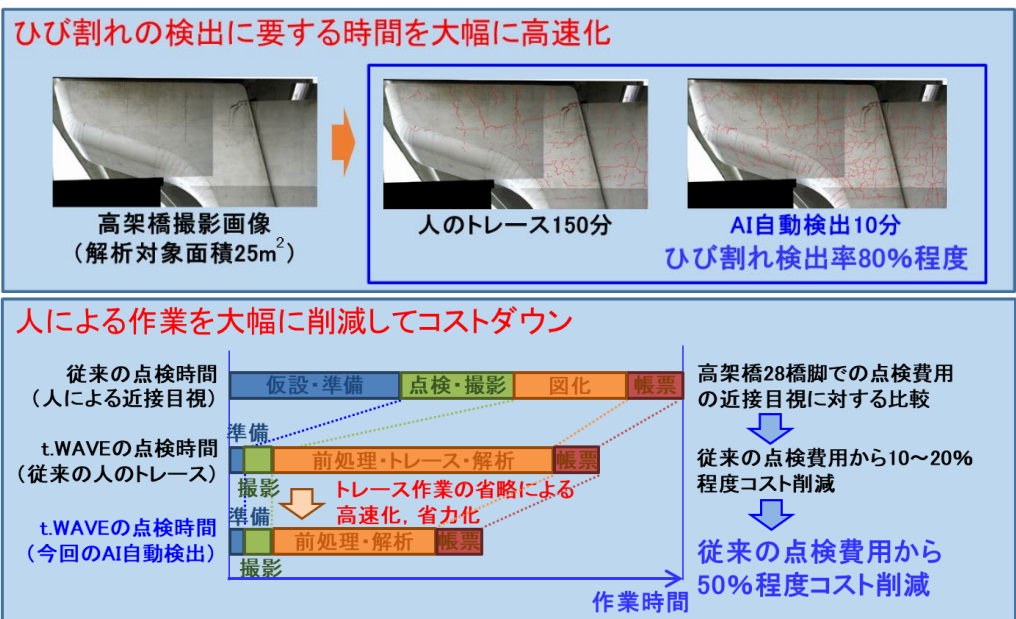 ひび割れの検出に要する時間を大幅に高速化
高架橋撮影画像
（解析対象面積25m²）
人のトレース150分
AI自動検出10分
ひび割れ検出率80%程度
人による作業を大幅に削減してコストダウン
従来の点検時間
（人による近接目視）
仮設・準備
点検・撮影
図化
帳票
t.WAVEの点検時間
（従来の人のトレース）
準備
撮影
前処理・トレース・解析
帳票
トレース作業の省略による
高速化，省力化
t.WAVEの点検時間
（今回のAI自動検出）
準備
撮影
前処理・解析
帳票
作業時間
高架橋28橋脚での点検費用
の近接目視に対する比較
従来の点検費用から10～20%
程度コスト削減
従来の点検費用から
50%程度コスト削減